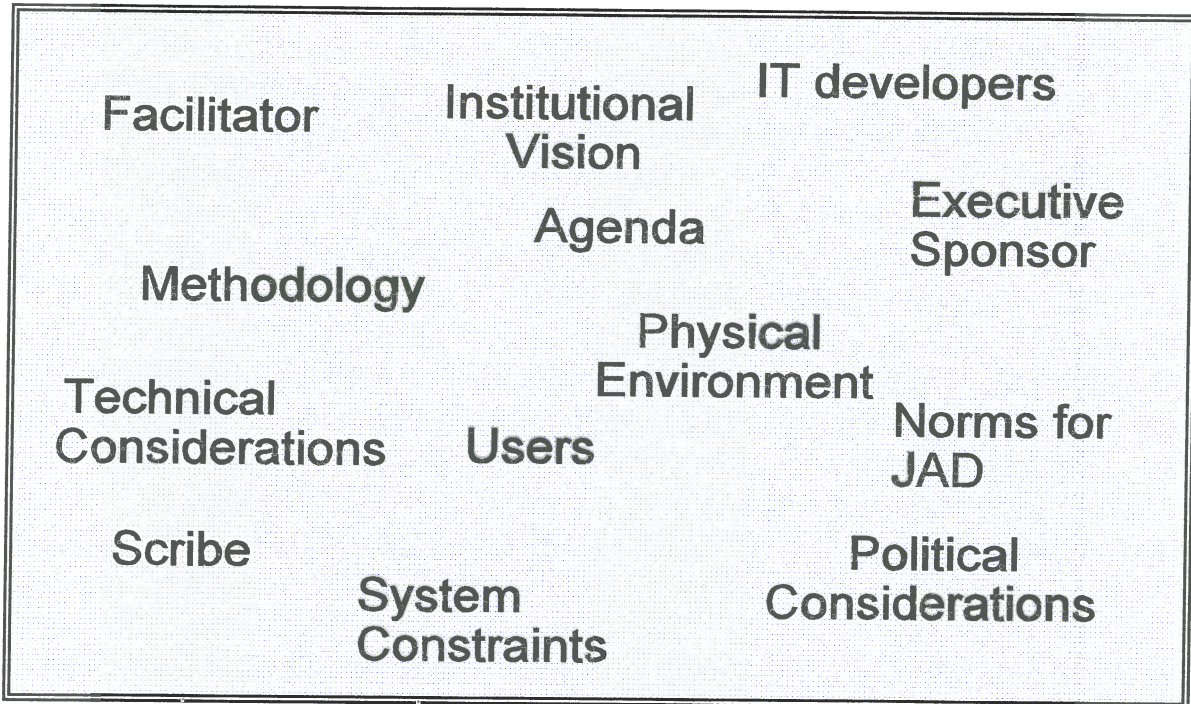 Facilitator
Institutional
Vision
IT developers
Agenda
Executive
Sponsor
Methodology
Physical
Environment
Technical
Considerations
Users
Norms for
JAD
Scribe
System
Constraints
Political
Considerations